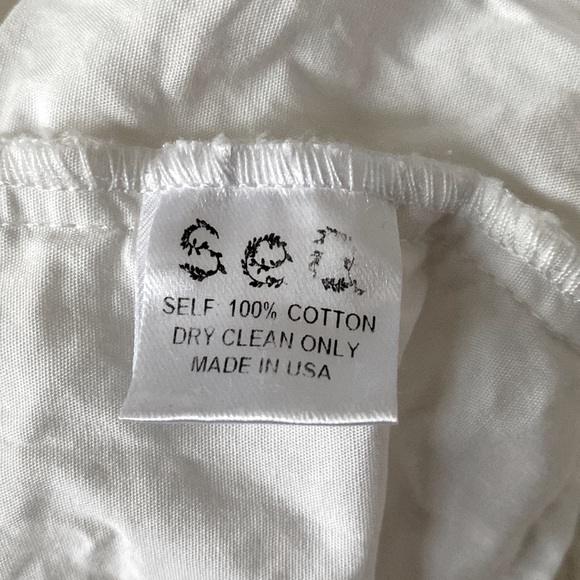 sea
SELF 100% COTTON
DRY CLEAN ONLY
MADE IN USA